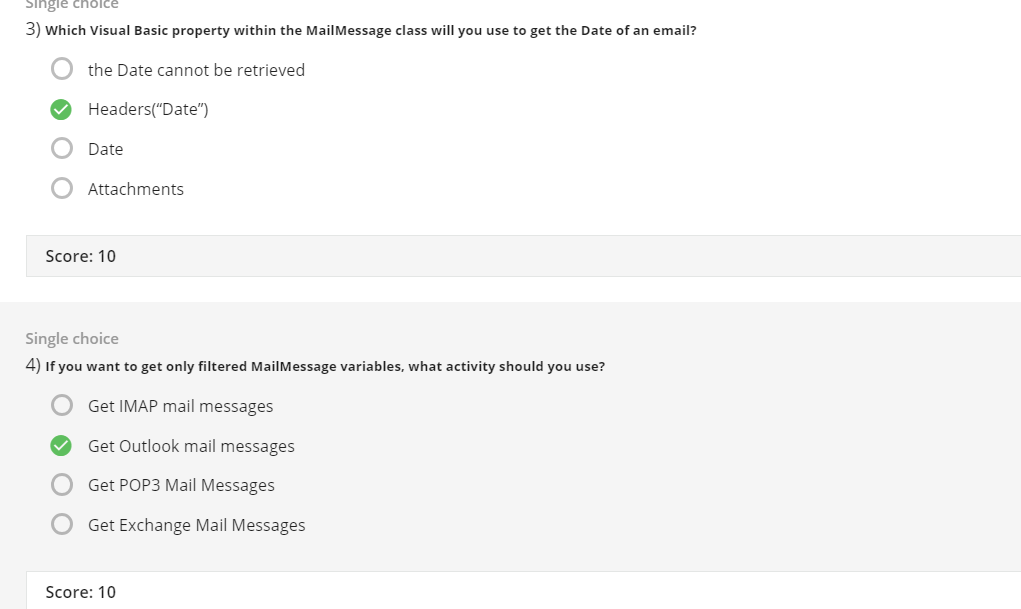 Single choice
3) Which Visual Basic property within the MailMessage class will you use to get the Date of an email?
the Date cannot be retrieved
Headers(“Date”)
Date
Attachments
Score: 10
Single choice
4) If you want to get only filtered MailMessage variables, what activity should you use?
Get IMAP mail messages
Get Outlook mail messages
Get POP3 Mail Messages
Get Exchange Mail Messages
Score: 10